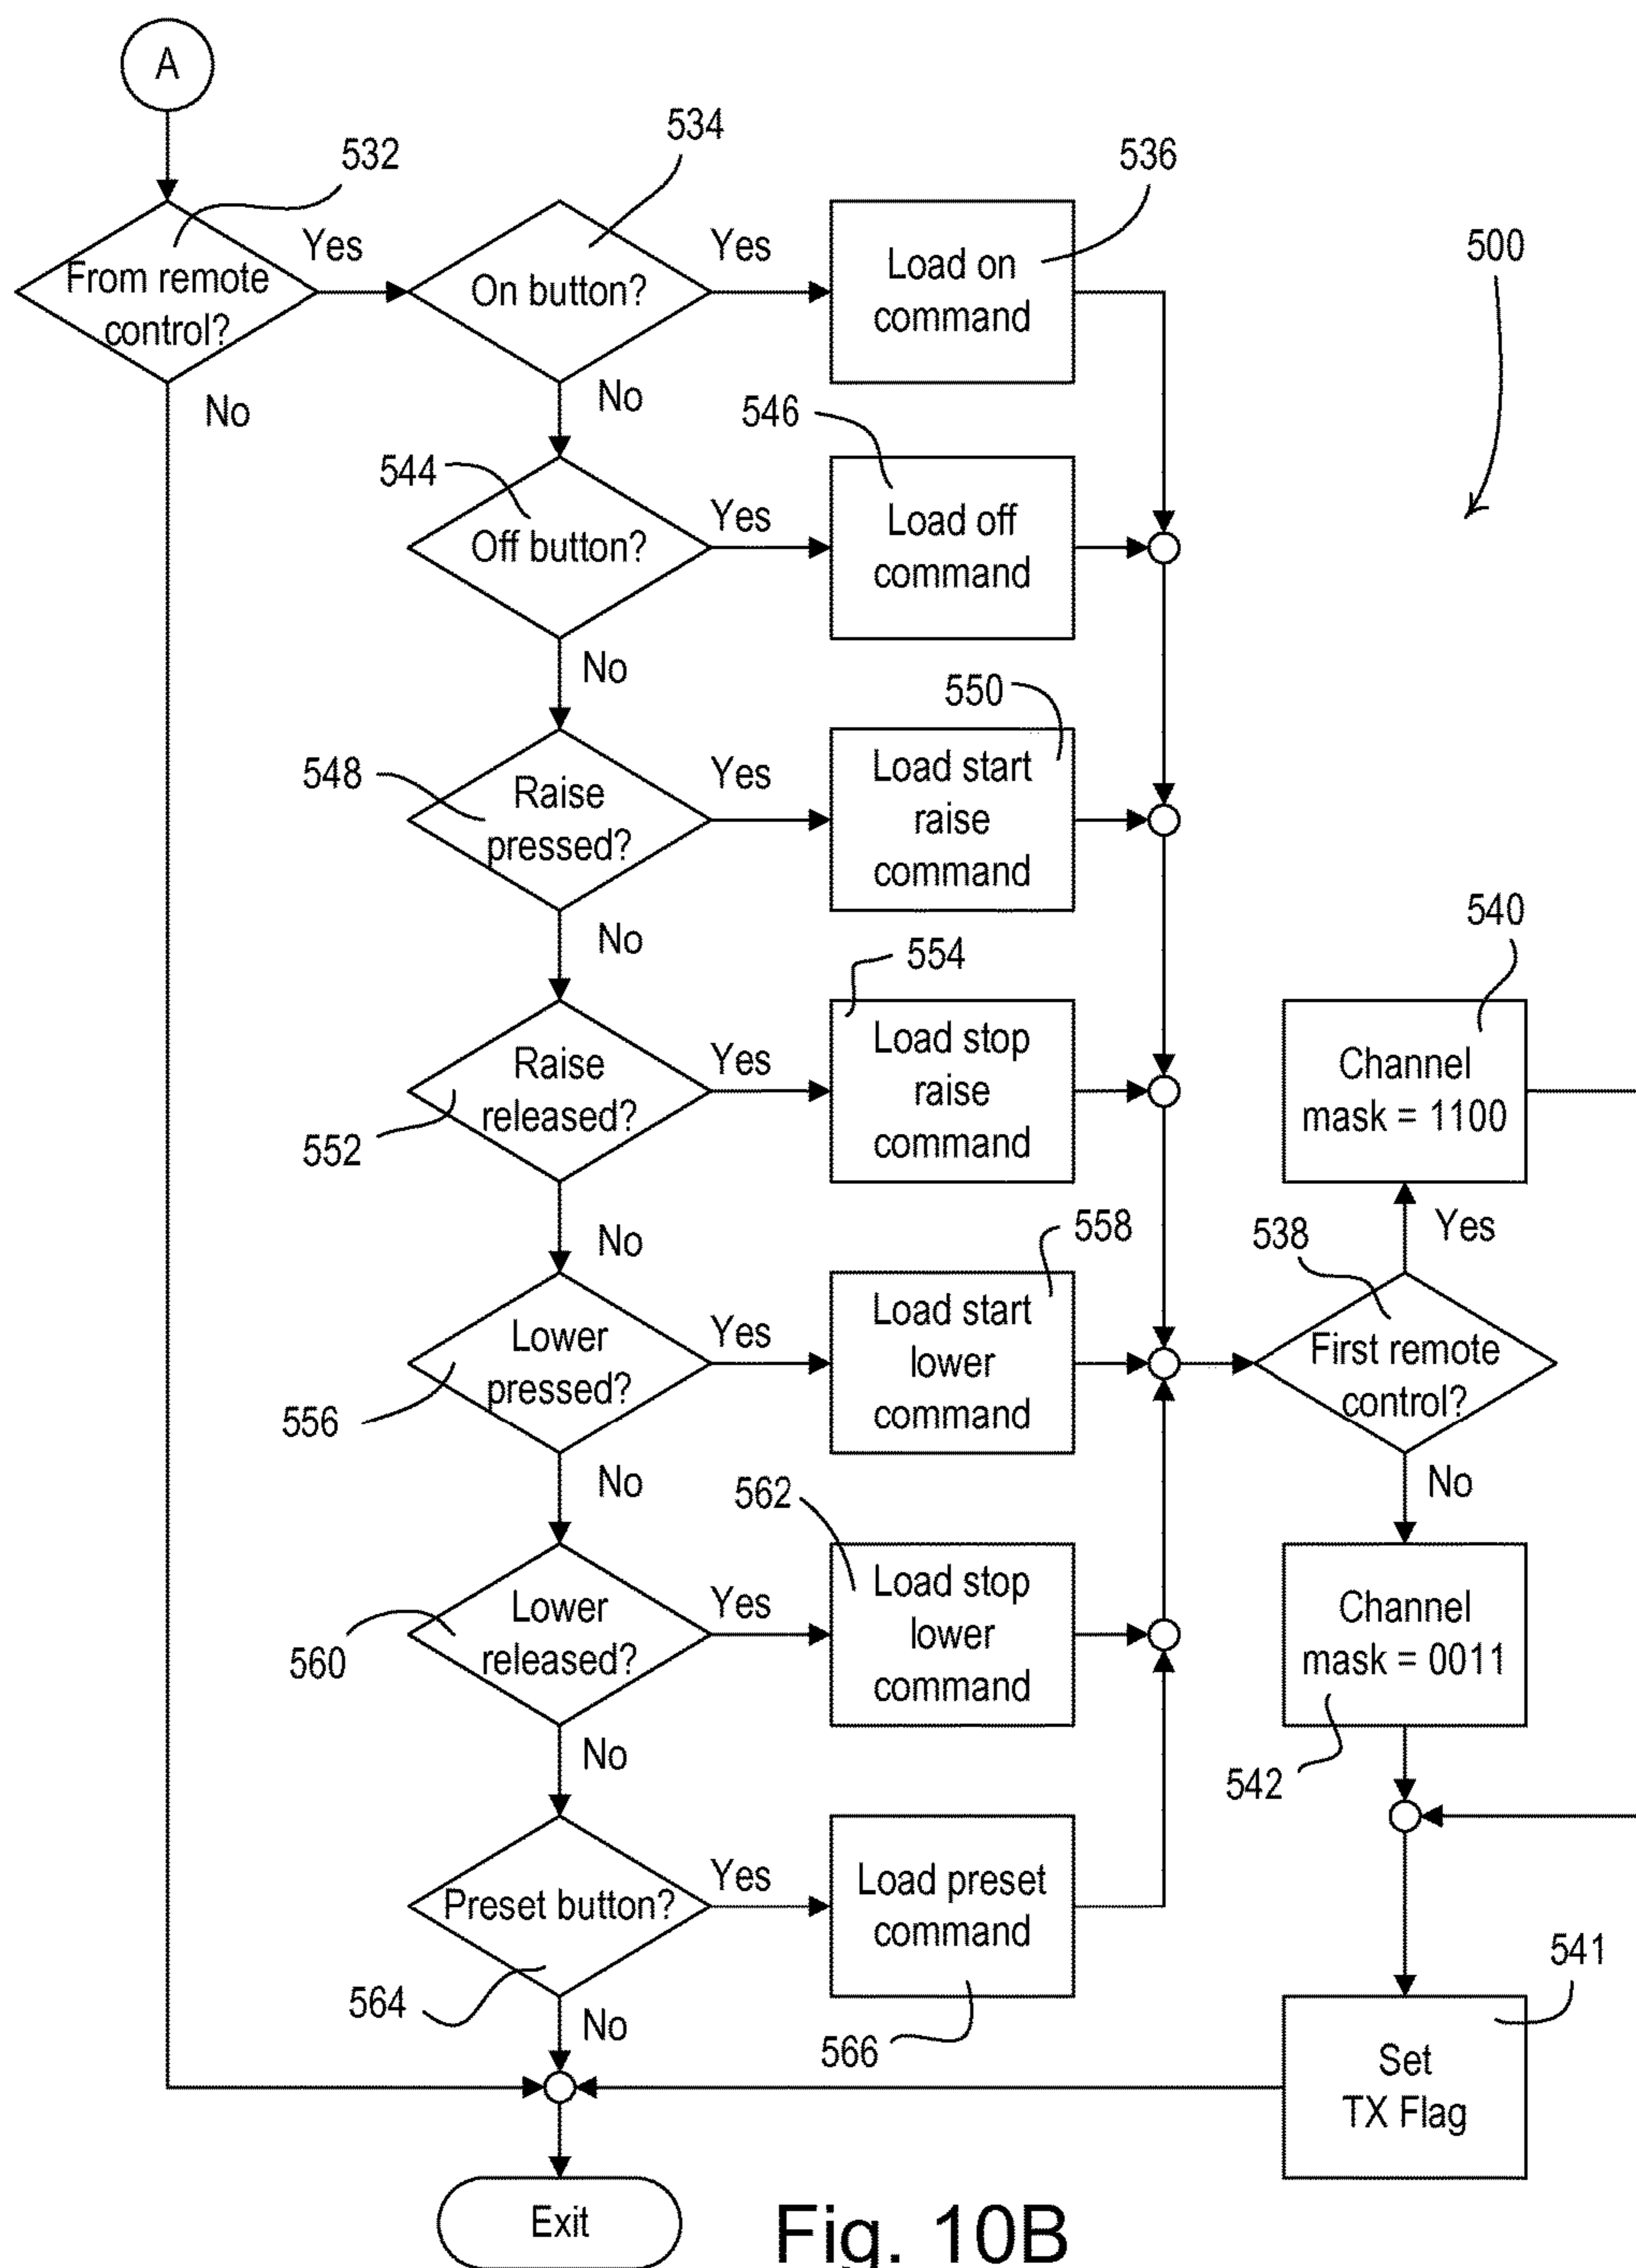 A
532
534
536
500
From remote
control?
Yes
No
On button?
Yes
No
Load on
command
544
546
Off button?
Yes
No
Load off
command
548
550
Raise
pressed?
Yes
No
Load start
raise
command
552
554
Raise
released?
Yes
No
Load stop
raise
command
540
Channel
mask = 1100
556
558
Lower
pressed?
Yes
No
Load start
lower
command
538
Yes
First remote
control?
No
560
562
Lower
released?
Yes
No
Load stop
lower
command
Channel
mask = 0011
542
564
566
Preset button?
Yes
No
Load preset
command
541
Set
TX Flag
Exit
Fig. 10B